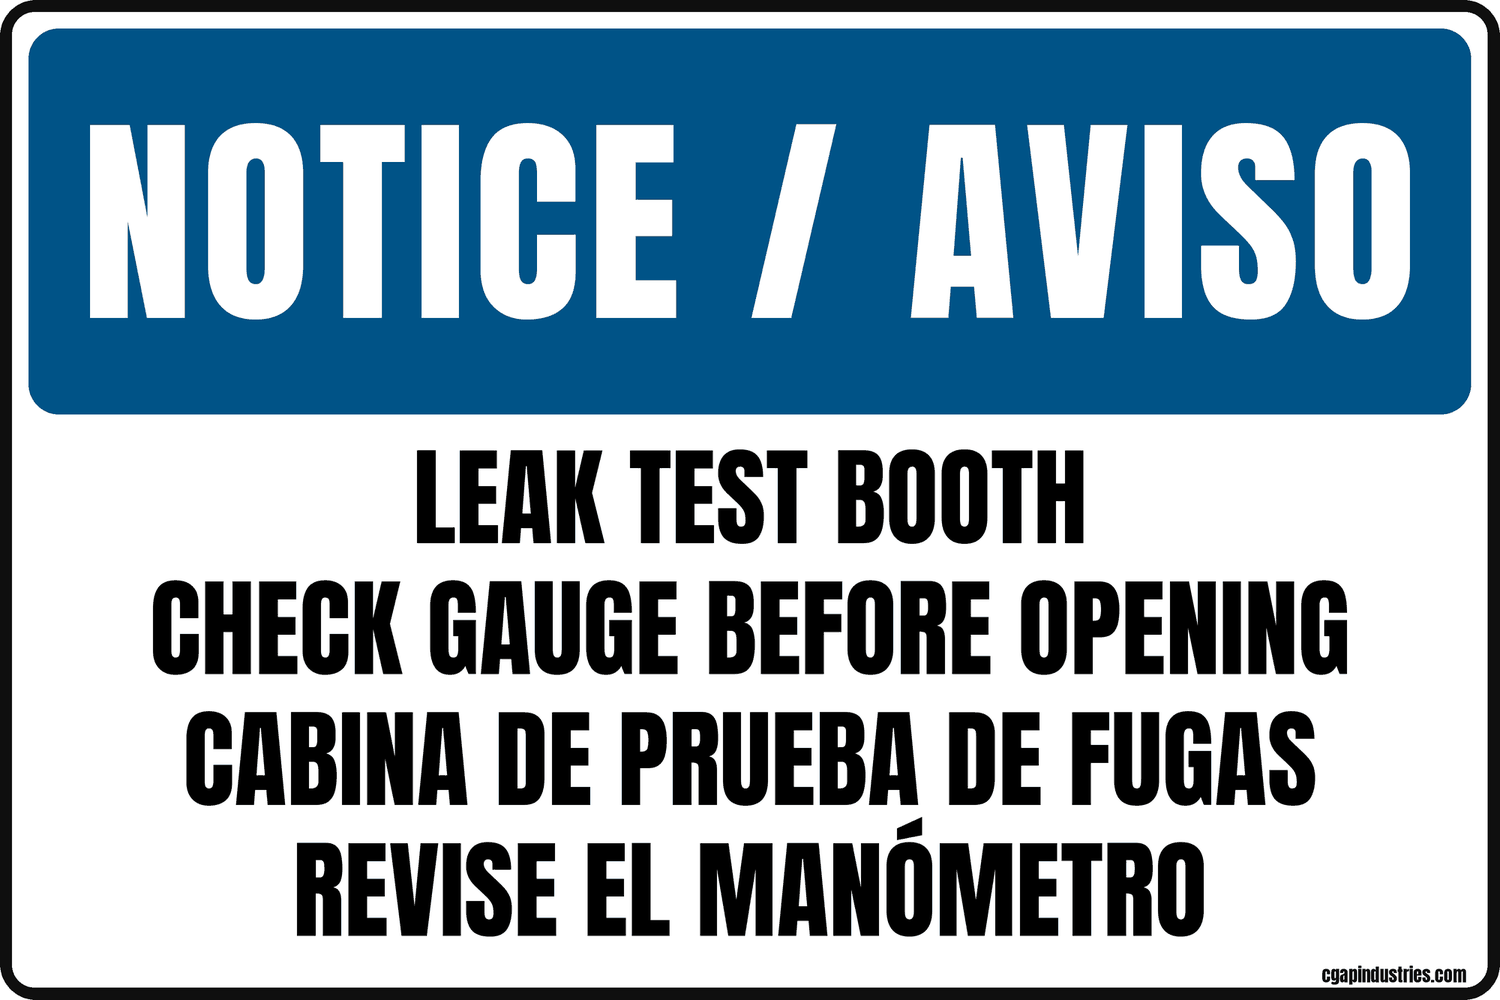 NOTICE / AVISO
LEAK TEST BOOTH
CHECK GAUGE BEFORE OPENING
CABINA DE PRUEBA DE FUGAS
REVISE EL MANÓMETRO
cgapindustries.com